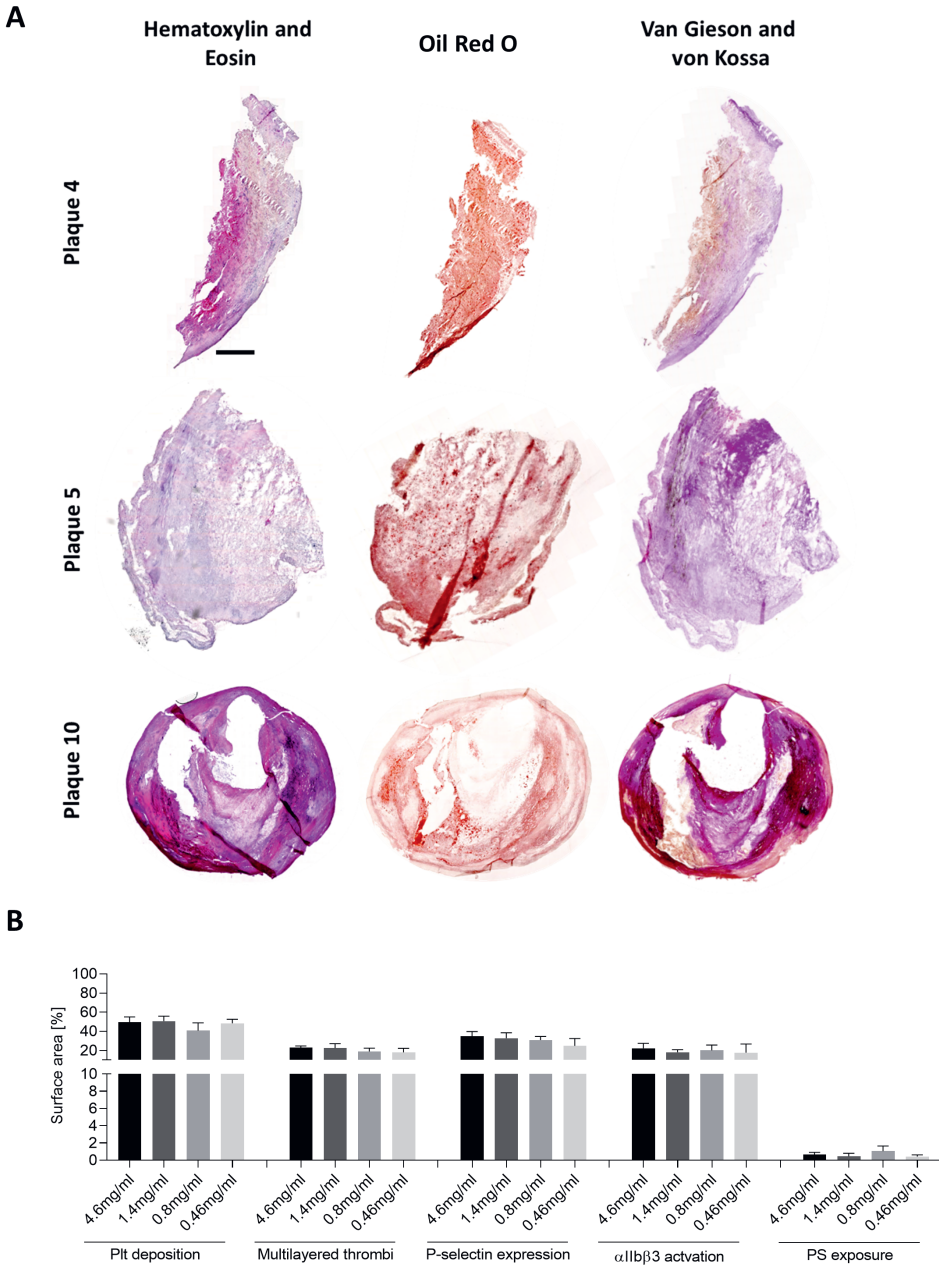 A
Hematoxylin and
Eosin
Oil Red O
Van Gieson and
von Kossa
Plaque 4
Plaque 5
Plaque 10
B
Surface area [%]
100
80
60
40
20
10
8
6
4
2
0
4.6mg/ml
1.4mg/ml
0.8mg/ml
0.46mg/ml
4.6mg/ml
1.4mg/ml
0.8mg/ml
0.46mg/ml
4.6mg/ml
1.4mg/ml
0.8mg/ml
0.46mg/ml
4.6mg/ml
1.4mg/ml
0.8mg/ml
0.46mg/ml
4.6mg/ml
1.4mg/ml
0.8mg/ml
0.46mg/ml
Plt deposition
Multilayered thrombi
P-selectin expression
αIIbβ3 actvation
PS exposure